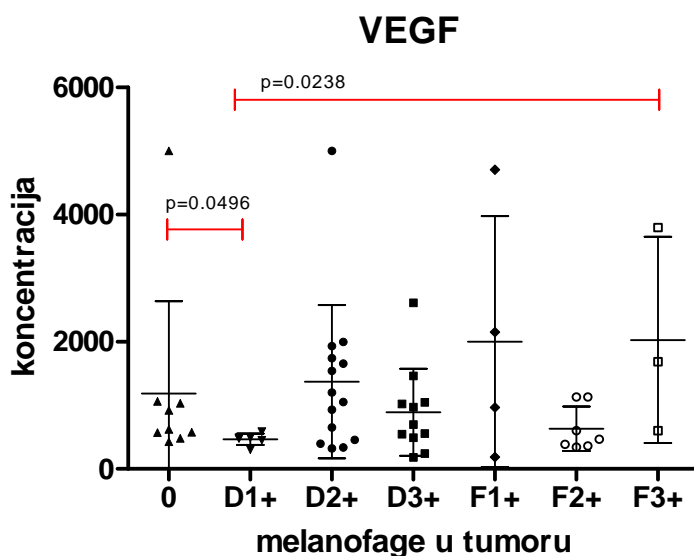 VEGF
p=0.0238
6000
p=0.0496
4000
koncentracija
2000
0
0 D1+ D2+ D3+ F1+ F2+ F3+
melanofage u tumoru